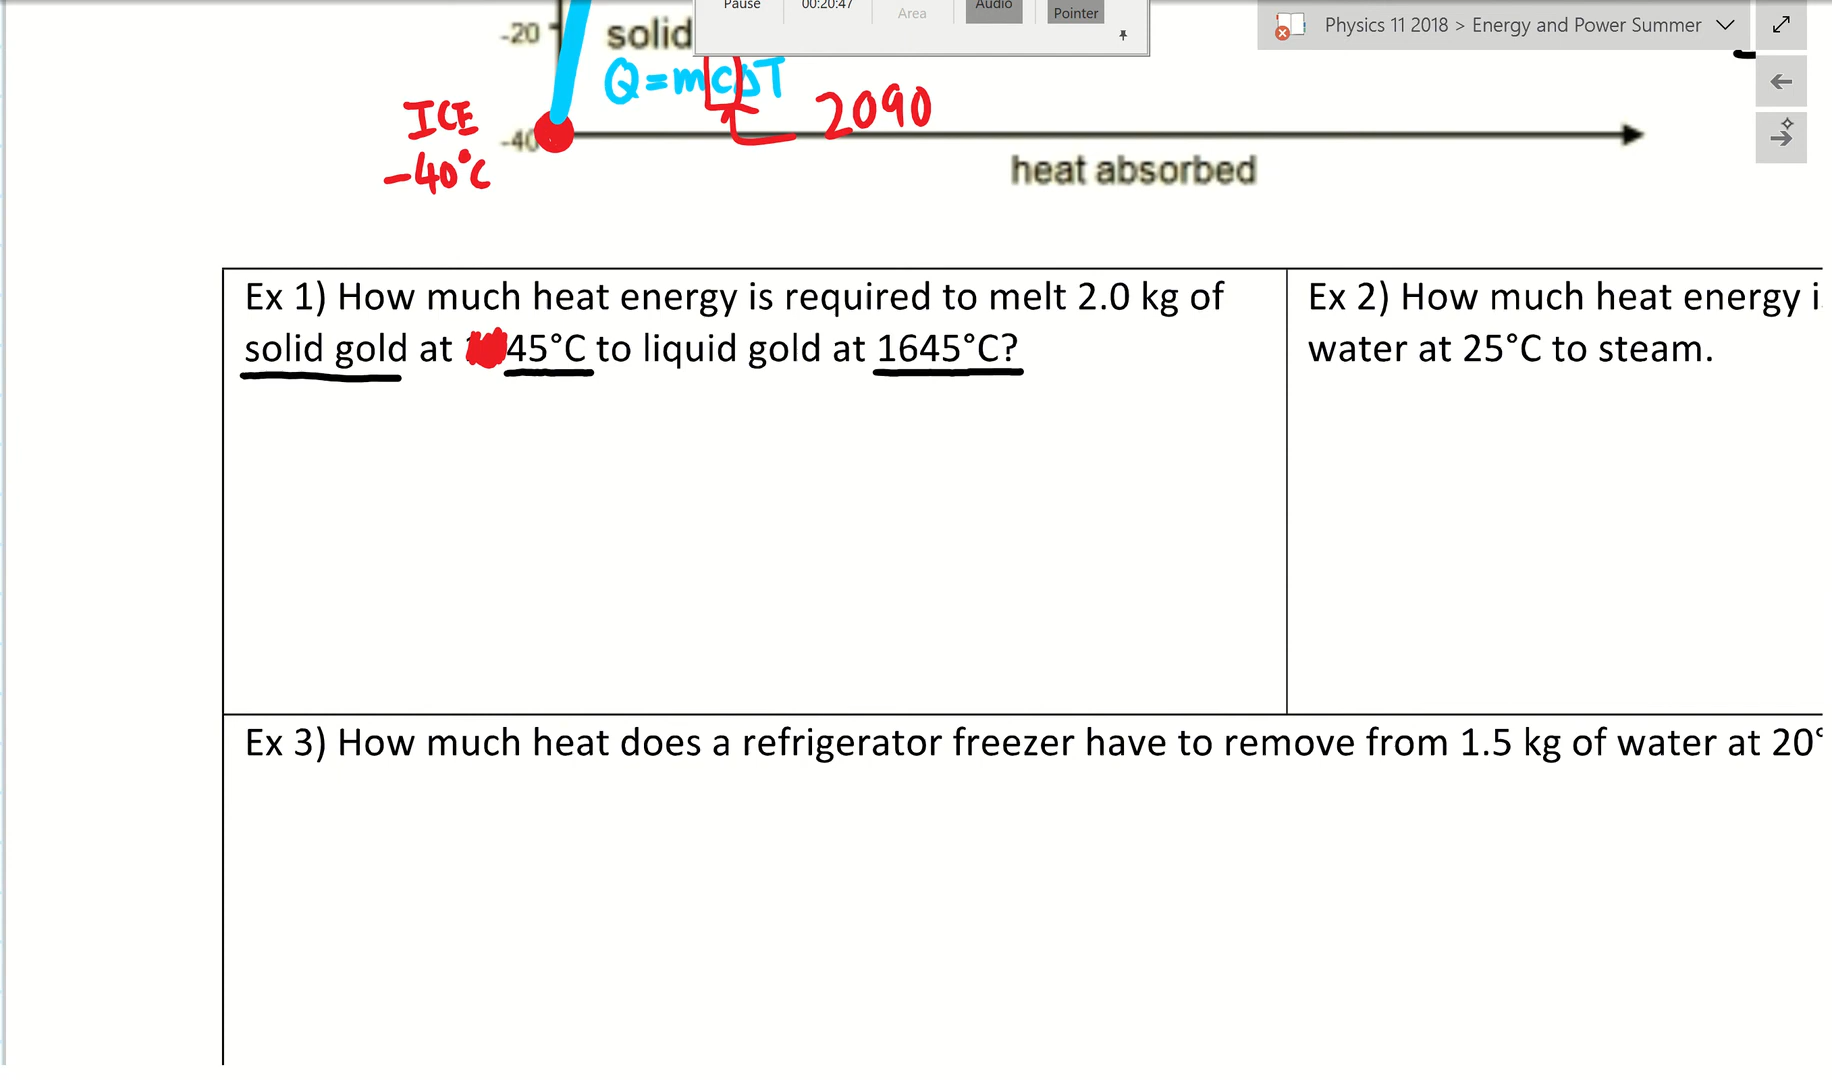 Pause
00:20:47
Area
Audio
Pointer
Physics 11 2018 > Energy and Power Summer
-20
solid
Q=mcΔT
ICE
-40°C
-40
2090
heat absorbed
Ex 1) How much heat energy is required to melt 2.0 kg of
solid gold at 45°C to liquid gold at 1645°C?
Ex 2) How much heat energy i
water at 25°C to steam.
Ex 3) How much heat does a refrigerator freezer have to remove from 1.5 kg of water at 20°